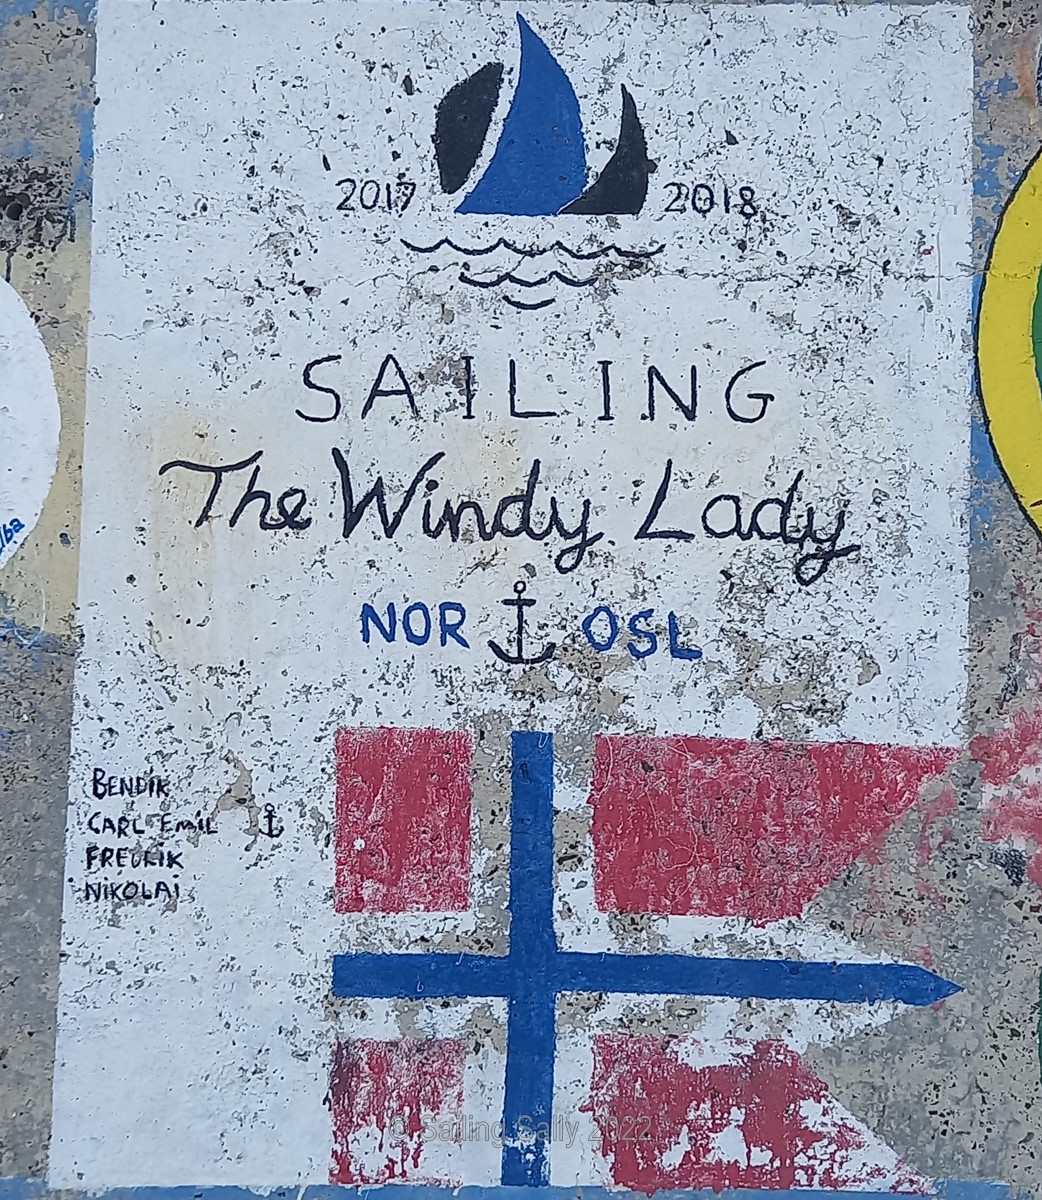 2017 2018
SAILING
The Windy Lady
NOR OSL
BENDIK
CARL EMIL
FREDRIK
NIKOLAI
© Sailing Sally 2022